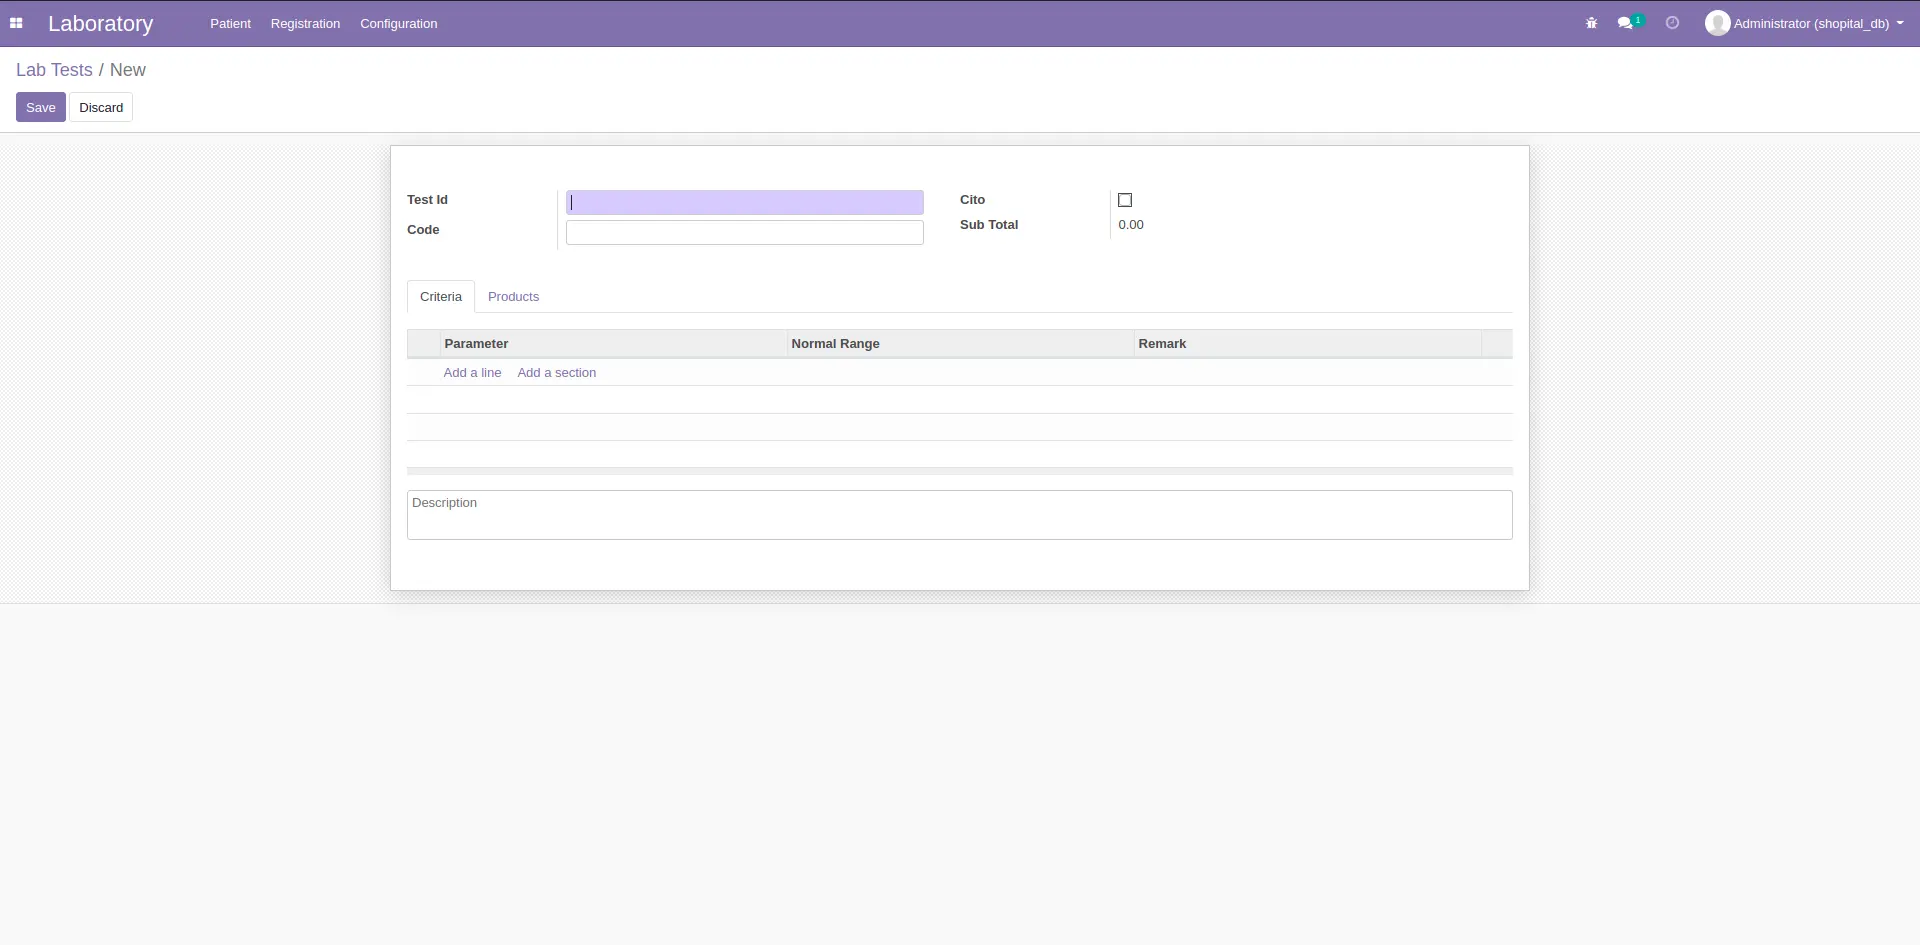 Laboratory Patient Registration Configuration 1 Administrator (shopital_db)
Lab Tests / New
Save Discard
Test Id Cito
Code Sub Total 0.00
Criteria Products
Parameter Normal Range Remark
Add a line Add a section
Description